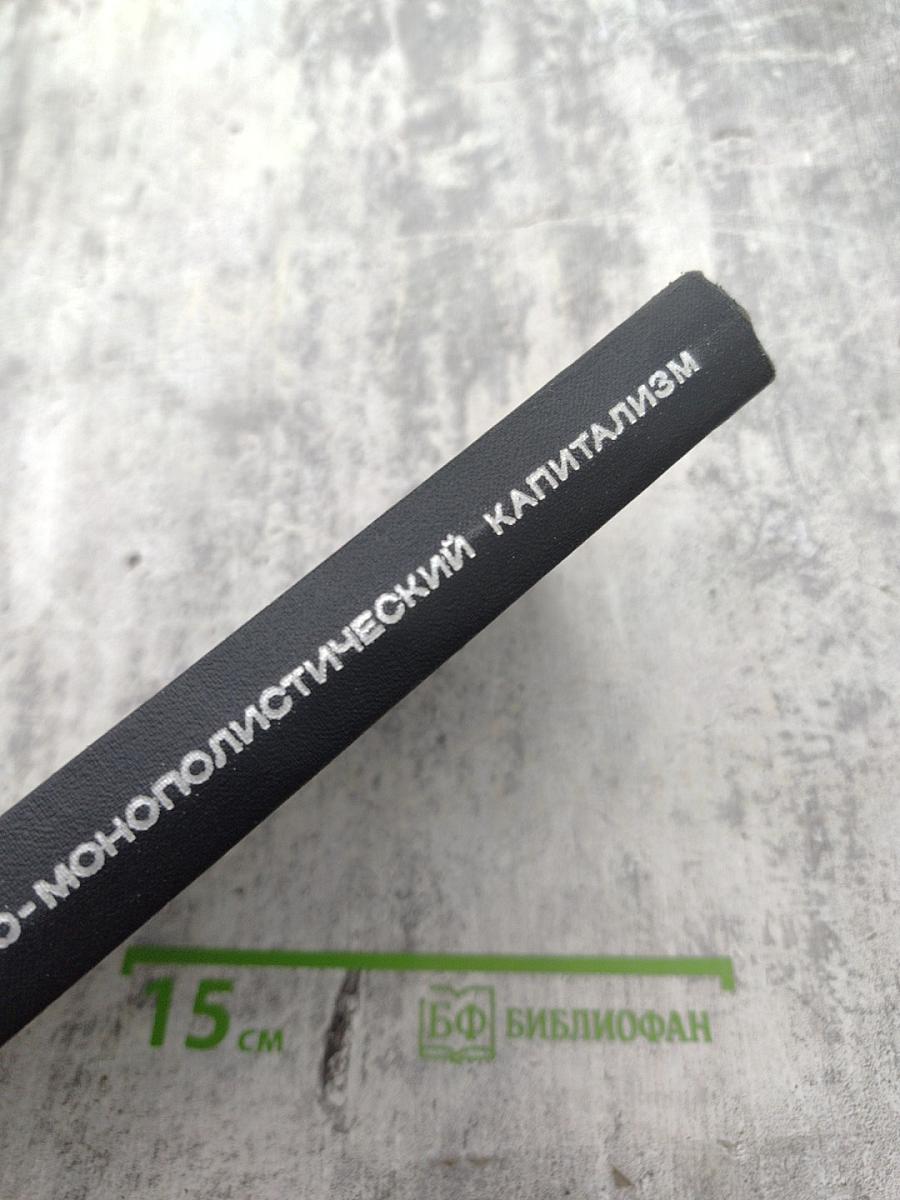 О-МОНОПОЛИСТИЧЕСКИЙ КАПИТАЛИЗМ
15 см
БФ БИБЛИОФАН